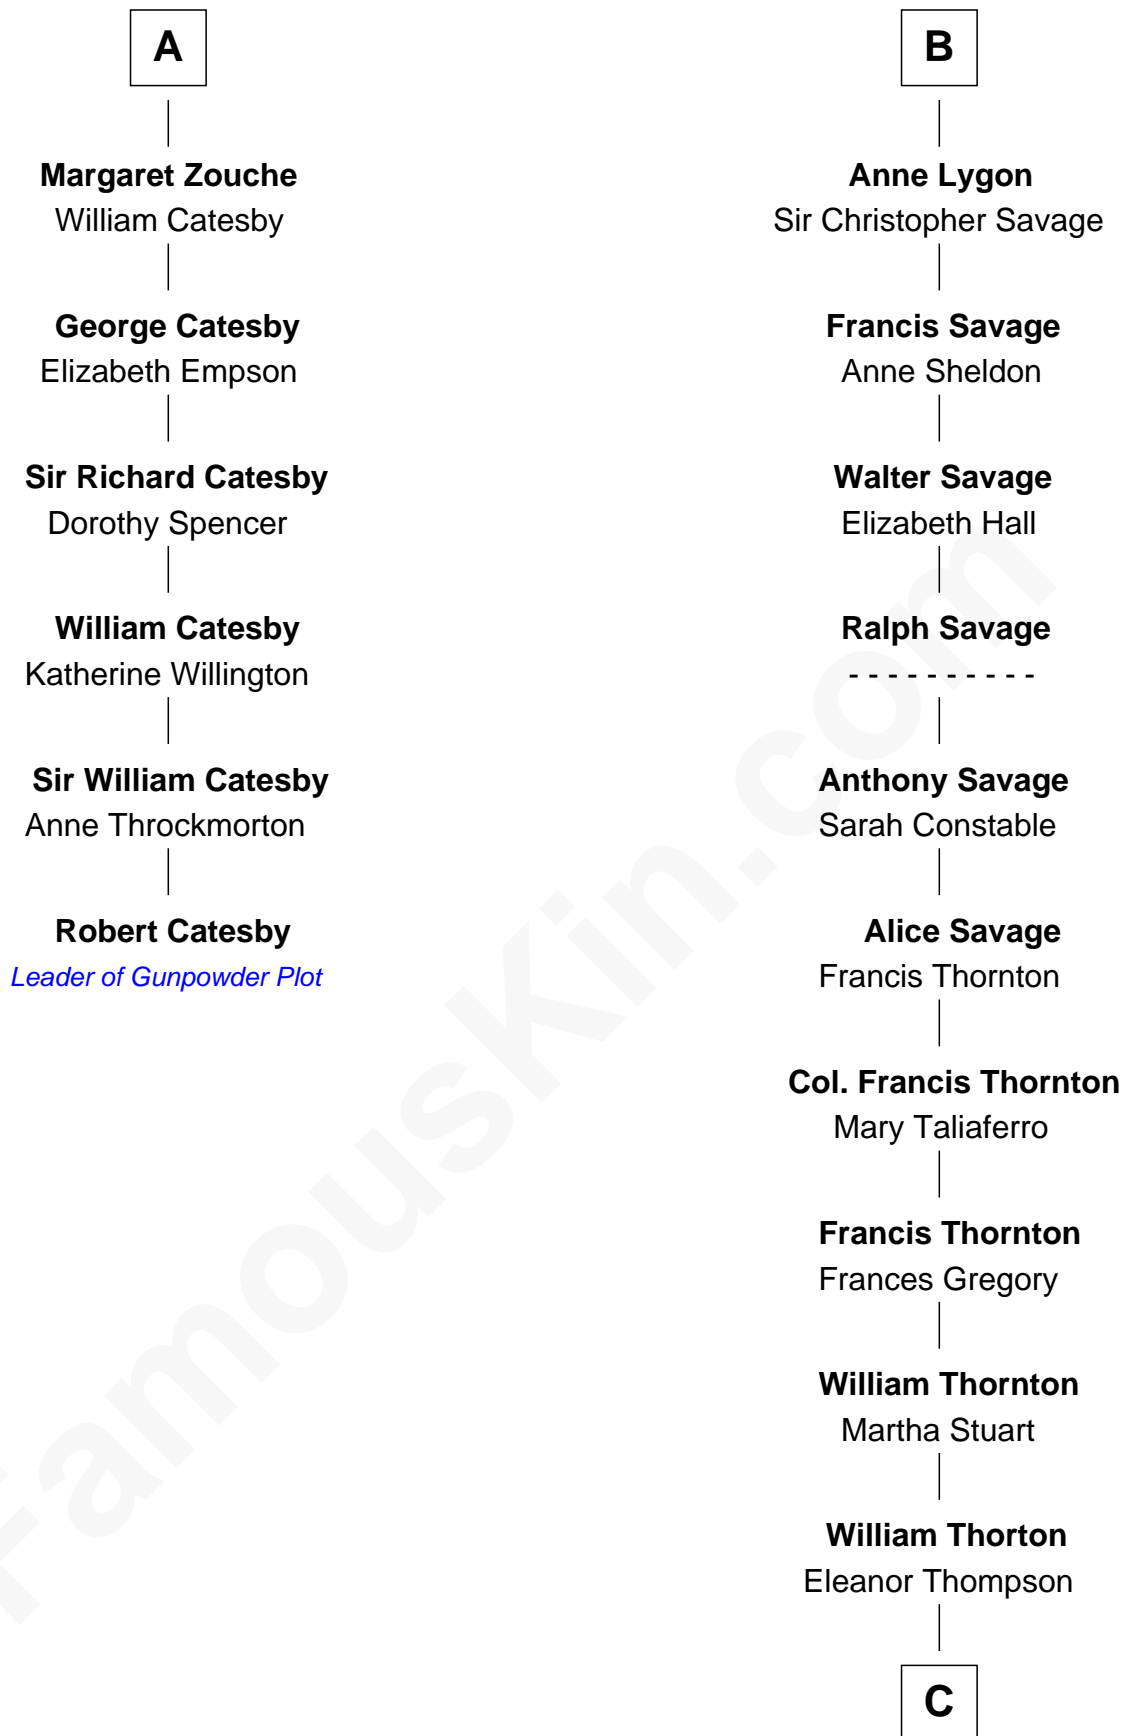 A
Margaret Zouche
William Catesby
George Catesby
Elizabeth Empson
Sir Richard Catesby
Dorothy Spencer
William Catesby
Katherine Willington
Sir William Catesby
Anne Throckmorton
Robert Catesby
Leader of Gunpowder Plot
B
Anne Lygon
Sir Christopher Savage
Francis Savage
Anne Sheldon
Walter Savage
Elizabeth Hall
Ralph Savage
- - - - - - - - - -
Anthony Savage
Sarah Constable
Alice Savage
Francis Thornton
Col. Francis Thornton
Mary Taliaferro
Francis Thornton
Frances Gregory
William Thornton
Martha Stuart
William Thorton
Eleanor Thompson
C
FamousKin.com